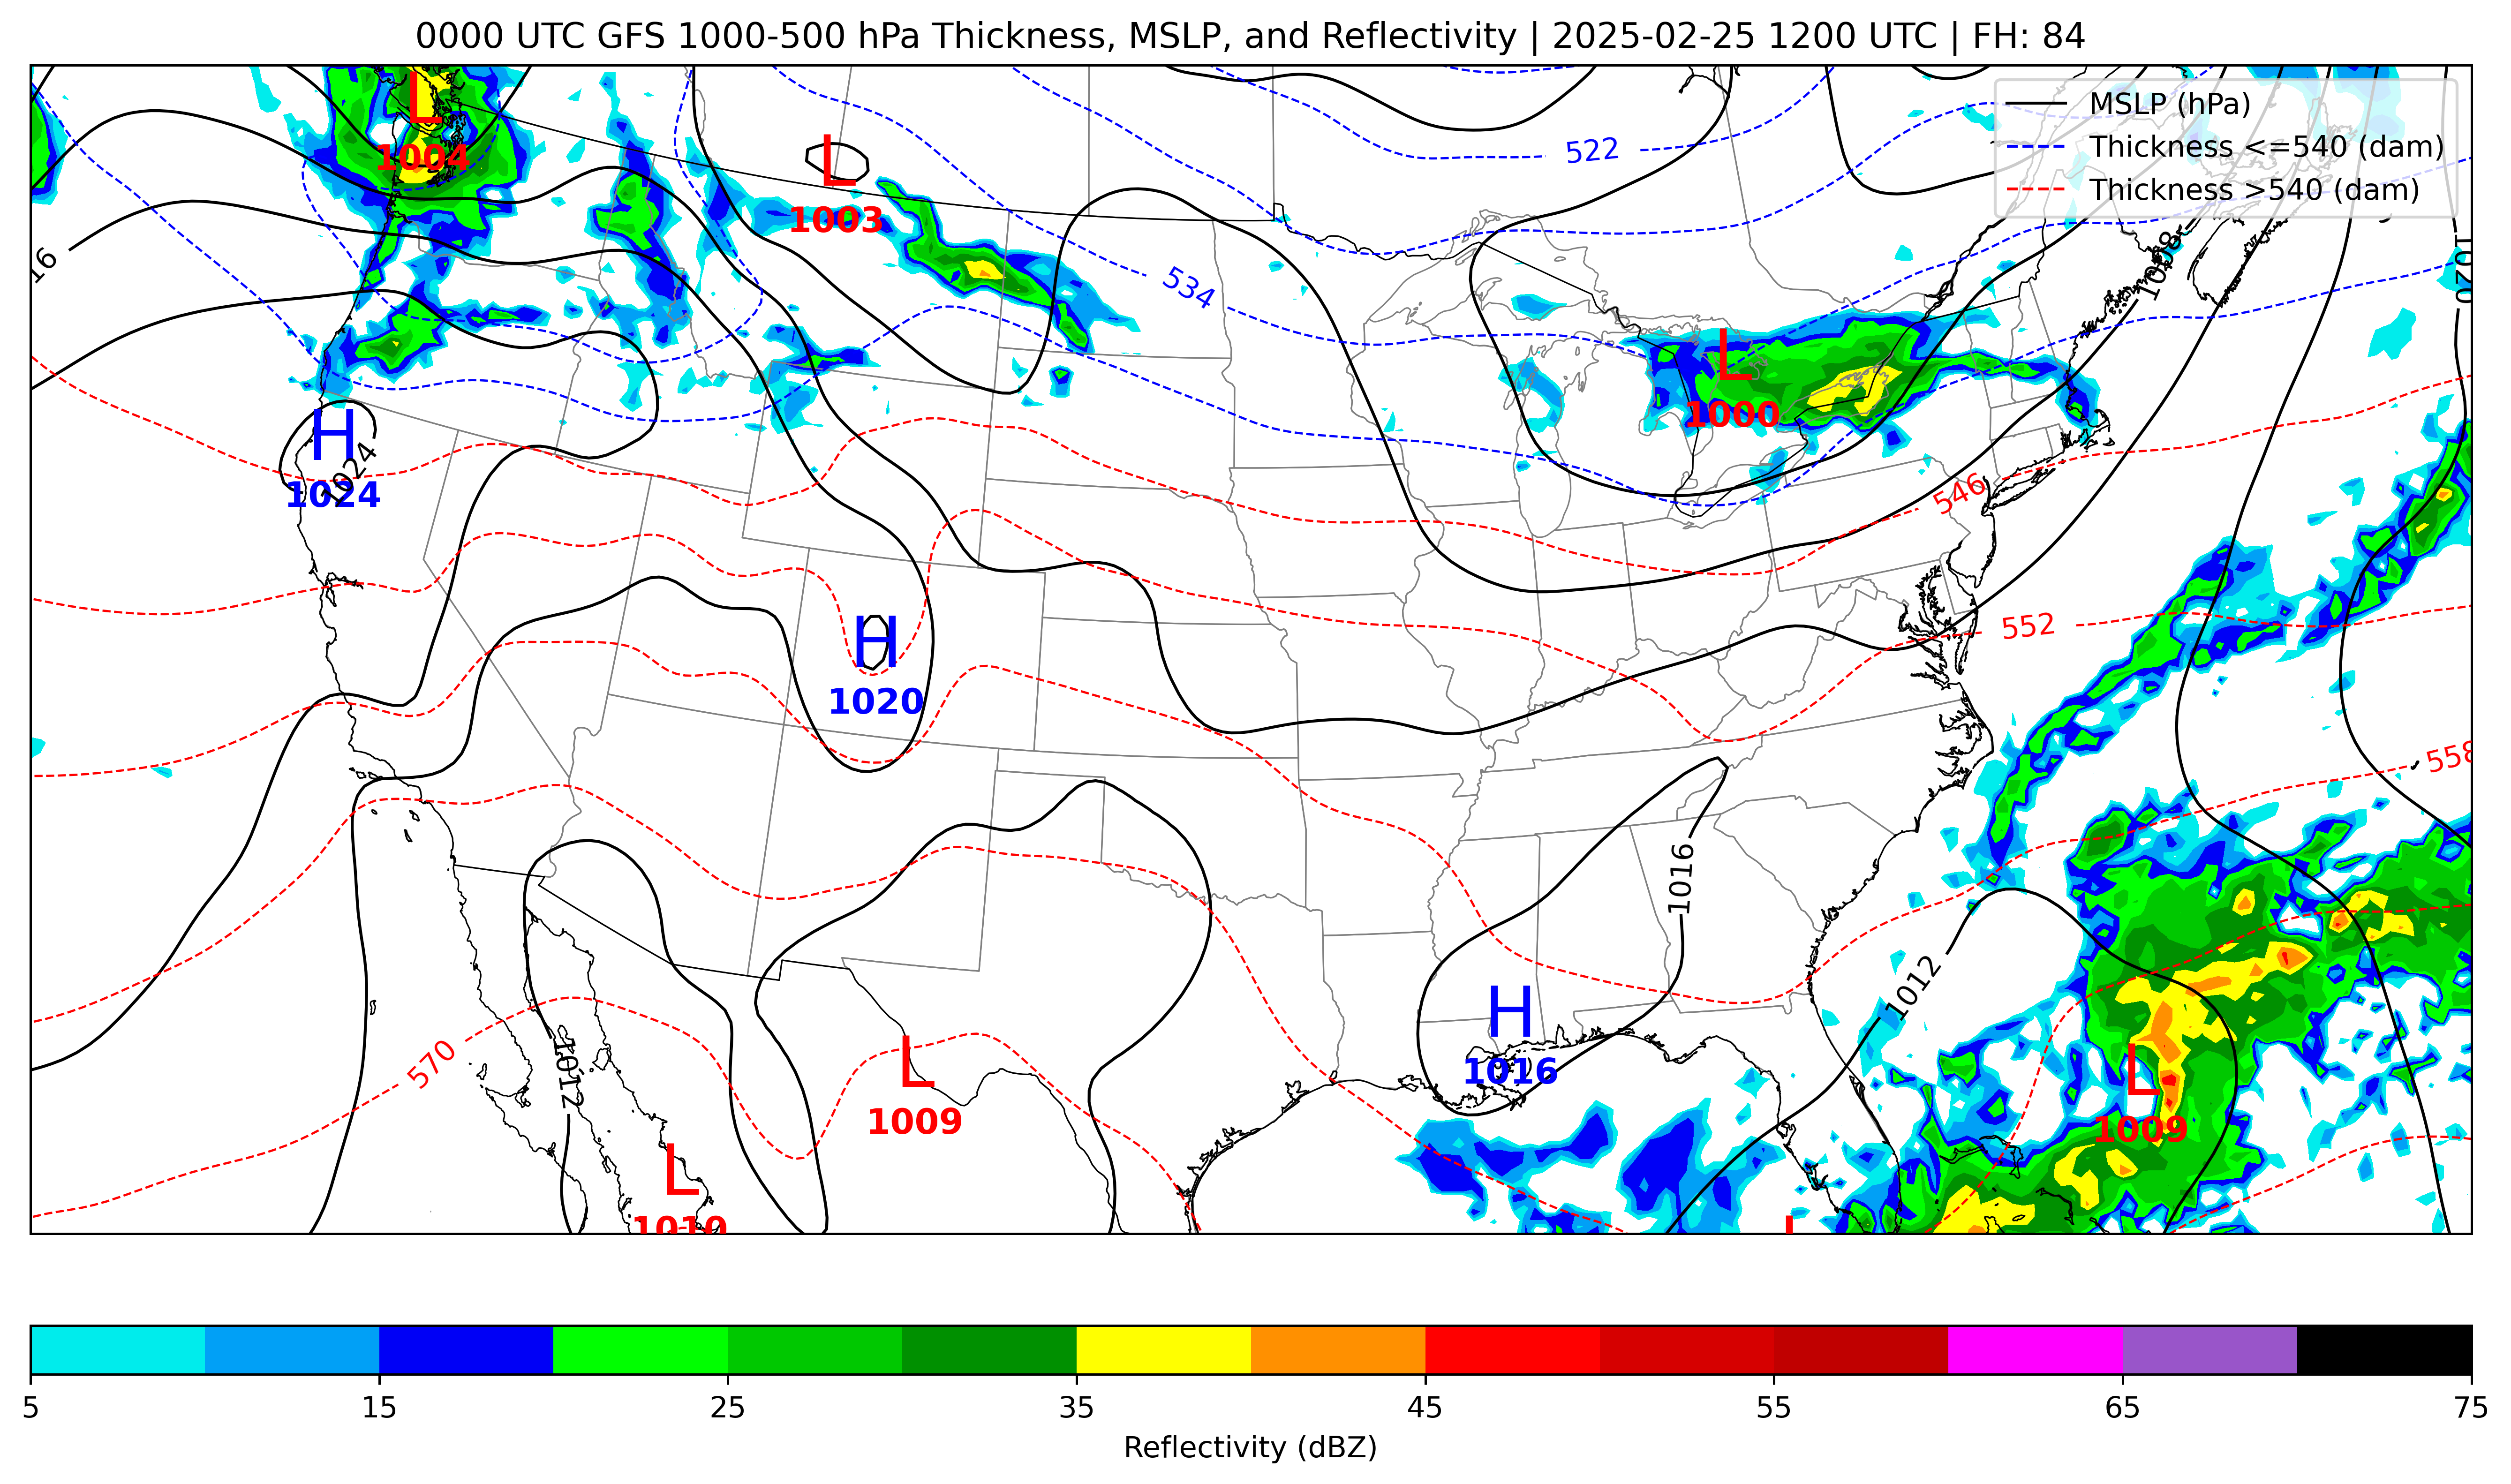 0000 UTC GFS 1000-500 hPa Thickness, MSLP, and Reflectivity | 2025-02-25 1200 UTC | FH: 84
MSLP (hPa)
Thickness <=540 (dam)
Thickness >540 (dam)
L
1004
L
1003
522
16
534
1008
1020
L
1000
H
1024
1024
546
552
H
1020
558
1016
1012
H
1016
570
1012
L
1009
L
1009
L
1010
L
5 15 25 35 45 55 65 75
Reflectivity (dBZ)